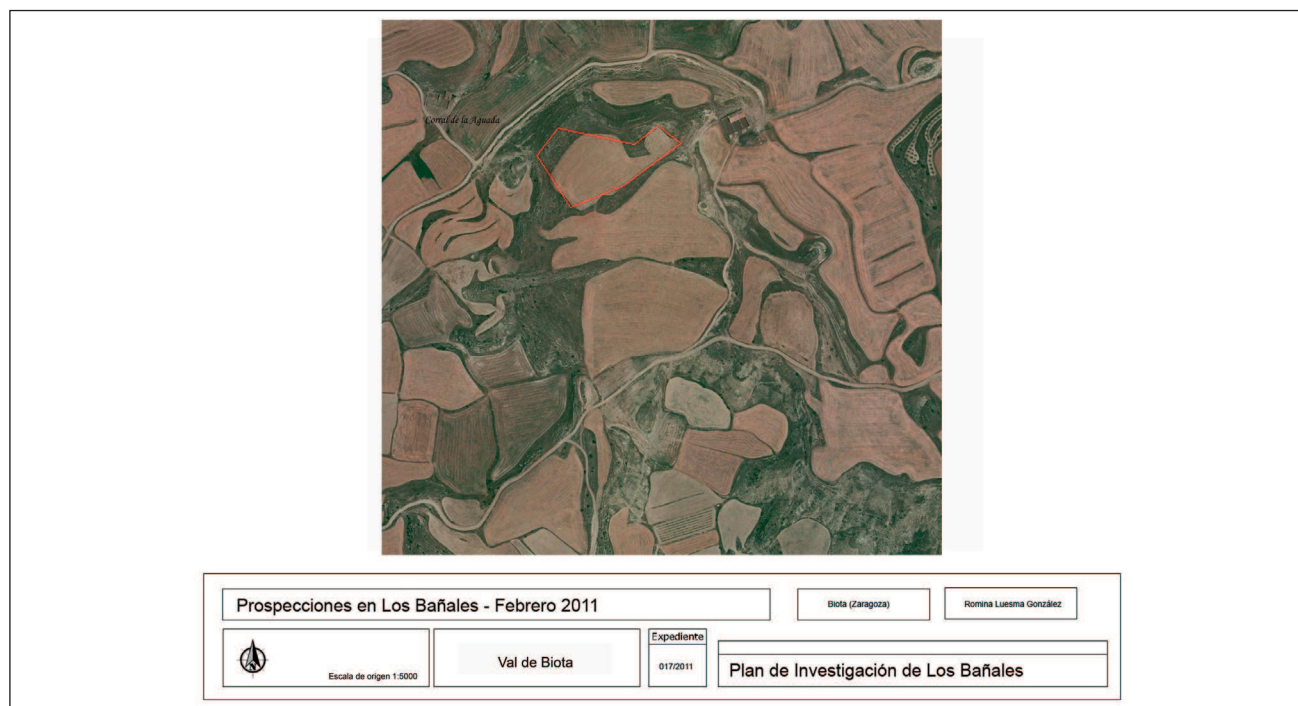 Corral de la Aguada
Prospecciones en Los Bañales - Febrero 2011
Biota (Zaragoza)
Romina Luesma González
N
Escala de origen 1:5000
Val de Biota
Expediente
017/2011
Plan de Investigación de Los Bañales